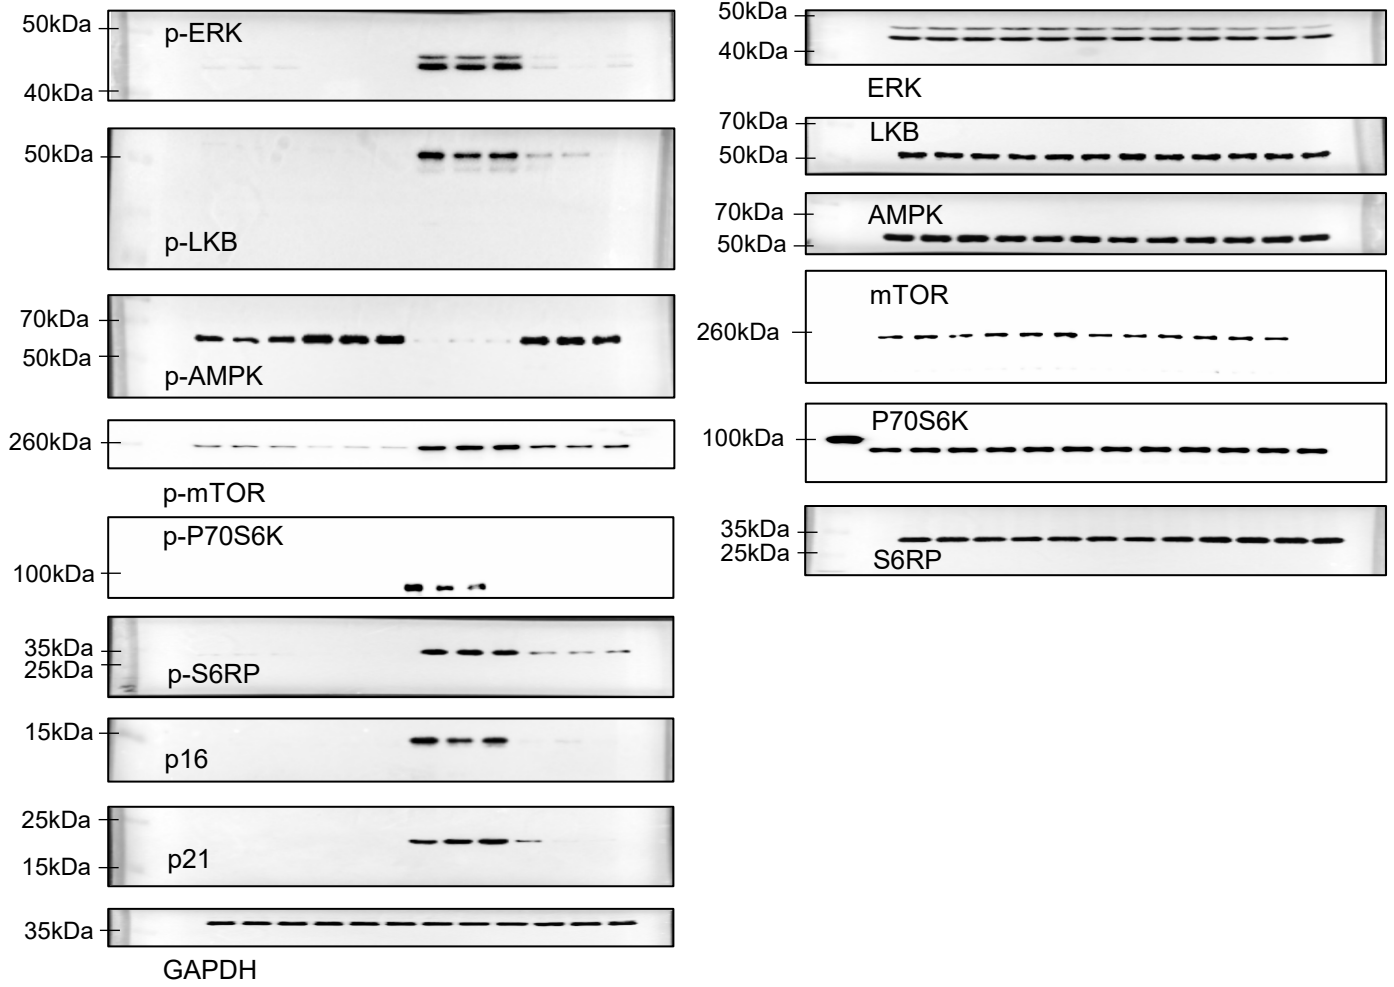 50kDa
p-ERK
40kDa
50kDa
p-LKB
70kDa
50kDa
p-AMPK
260kDa
p-mTOR
p-P70S6K
100kDa
35kDa
25kDa
p-S6RP
15kDa
p16
25kDa
p21
15kDa
35kDa
GAPDH
50kDa
40kDa
ERK
70kDa
LKB
50kDa
70kDa
AMPK
50kDa
mTOR
260kDa
P70S6K
100kDa
35kDa
25kDa
S6RP